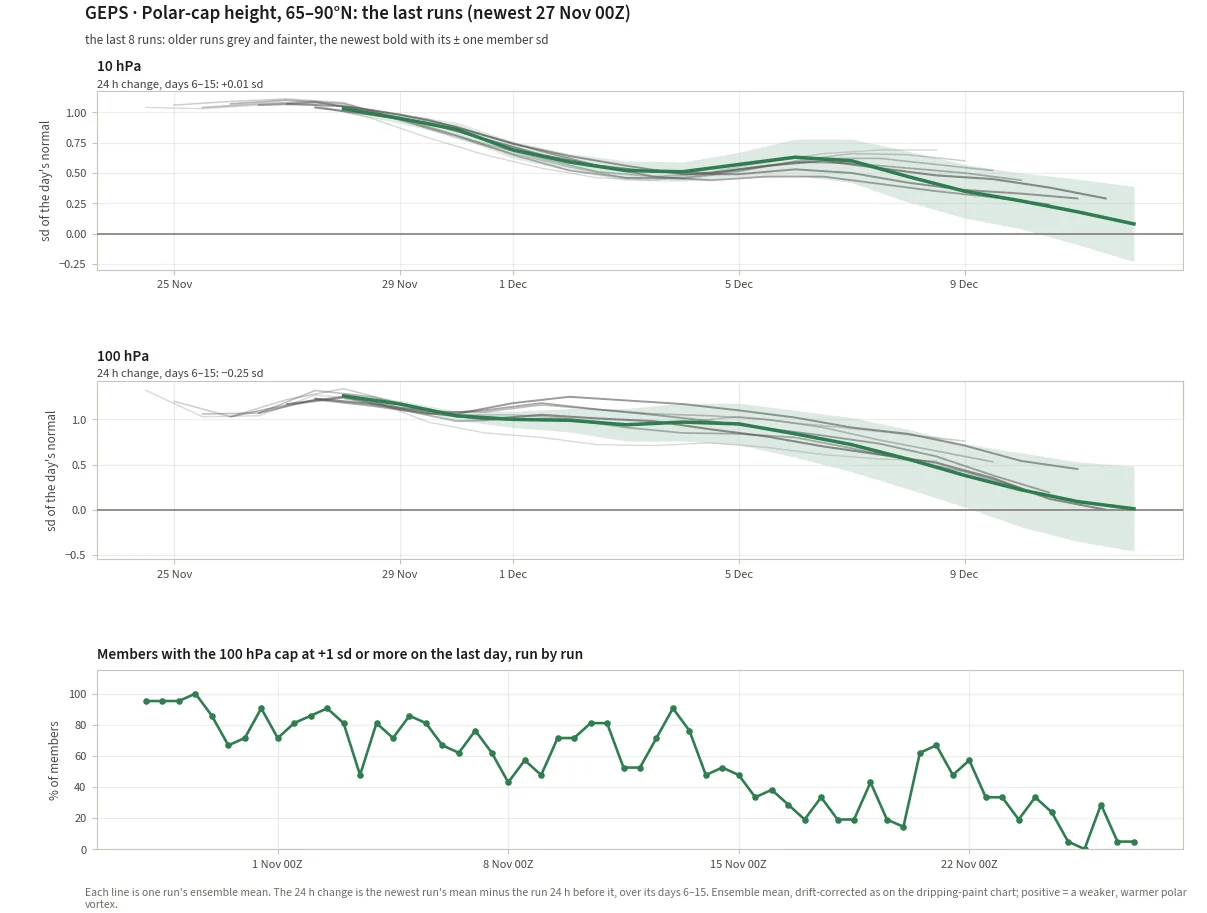 GEPS · Polar-cap height, 65–90°N: the last runs (newest 27 Nov 00Z)
the last 8 runs: older runs grey and fainter, the newest bold with its ± one member sd
10 hPa
24 h change, days 6–15: +0.01 sd
sd of the day's normal
1.00
0.75
0.50
0.25
0.00
−0.25
25 Nov
29 Nov
1 Dec
5 Dec
9 Dec
100 hPa
24 h change, days 6–15: −0.25 sd
sd of the day's normal
1.0
0.5
0.0
−0.5
25 Nov
29 Nov
1 Dec
5 Dec
9 Dec
Members with the 100 hPa cap at +1 sd or more on the last day, run by run
% of members
100
80
60
40
20
0
1 Nov 00Z
8 Nov 00Z
15 Nov 00Z
22 Nov 00Z
Each line is one run's ensemble mean. The 24 h change is the newest run's mean minus the run 24 h before it, over its days 6–15. Ensemble mean, drift-corrected as on the dripping-paint chart; positive = a weaker, warmer polar
vortex.